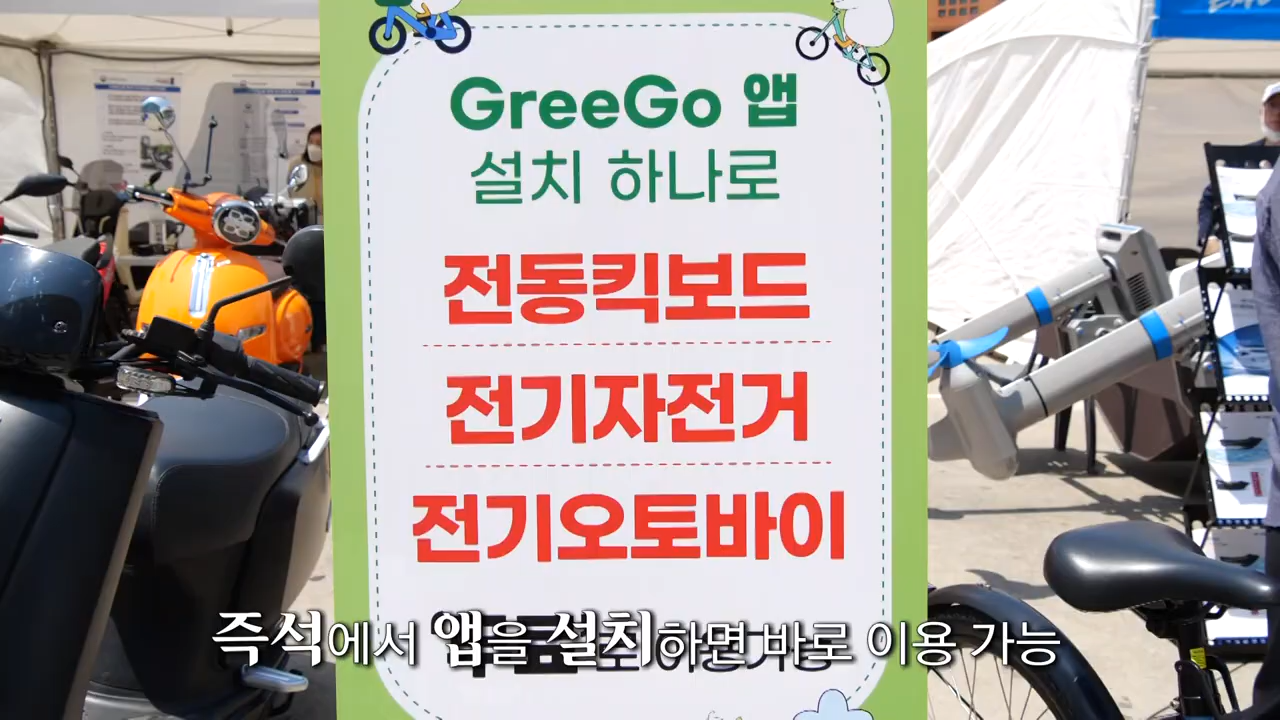 GreeGo 앱
설치 하나로
전동킥보드
전기자전거
전기오토바이
즉석에서 앱을 설치하면 바로 이용 가능